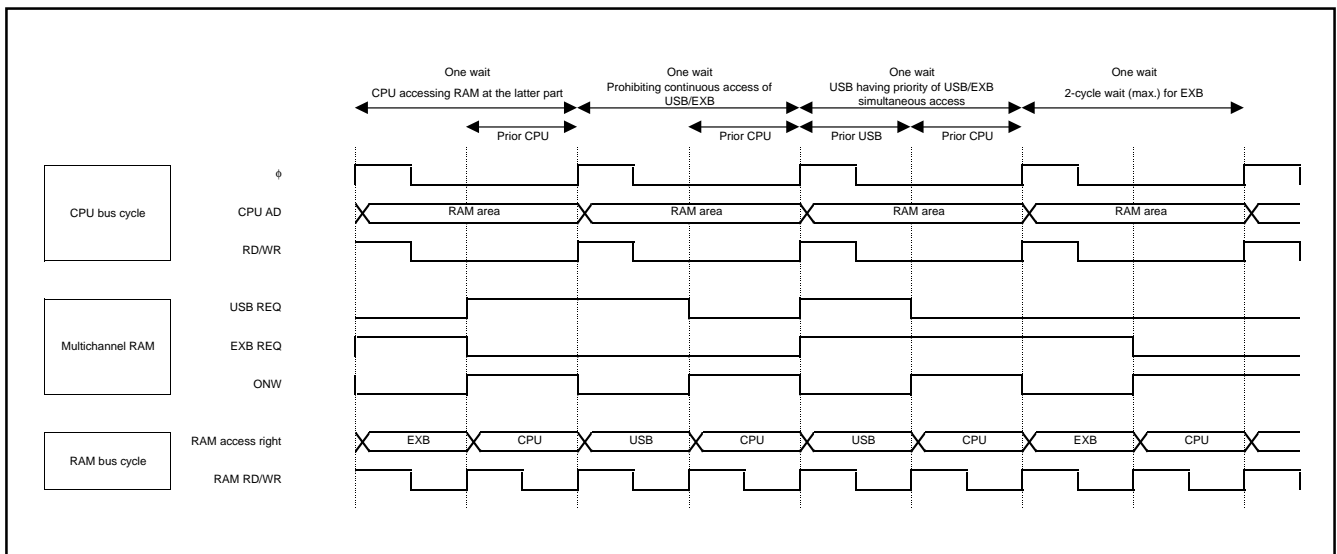 One wait
CPU accessing RAM at the latter part
One wait
Prohibiting continuous access of
USB/EXB
One wait
USB having priority of USB/EXB
simultaneous access
One wait
2-cycle wait (max.) for EXB
Prior CPU
Prior CPU
Prior USB
Prior CPU
CPU bus cycle
ϕ
CPU AD
RAM area
RAM area
RAM area
RAM area
RD/WR
Multichannel RAM
USB REQ
EXB REQ
ONW
RAM bus cycle
RAM access right
EXB
CPU
USB
CPU
USB
CPU
EXB
CPU
RAM RD/WR